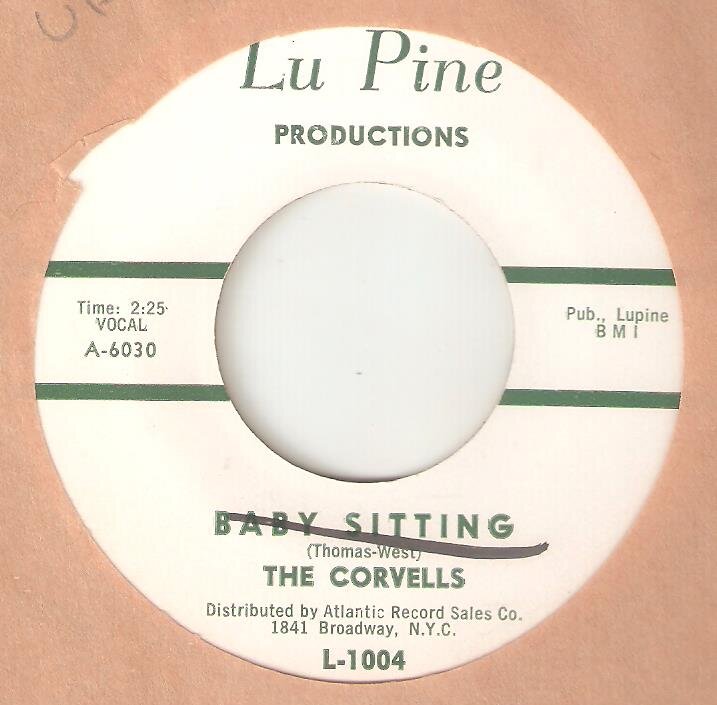 Lu Pine
PRODUCTIONS
Time: 2:25
VOCAL
A-6030
Pub., Lupine
B M I
BABY SITTING
(Thomas-West)
THE CORVELLS
Distributed by Atlantic Record Sales Co.
1841 Broadway, N.Y.C.
L-1004